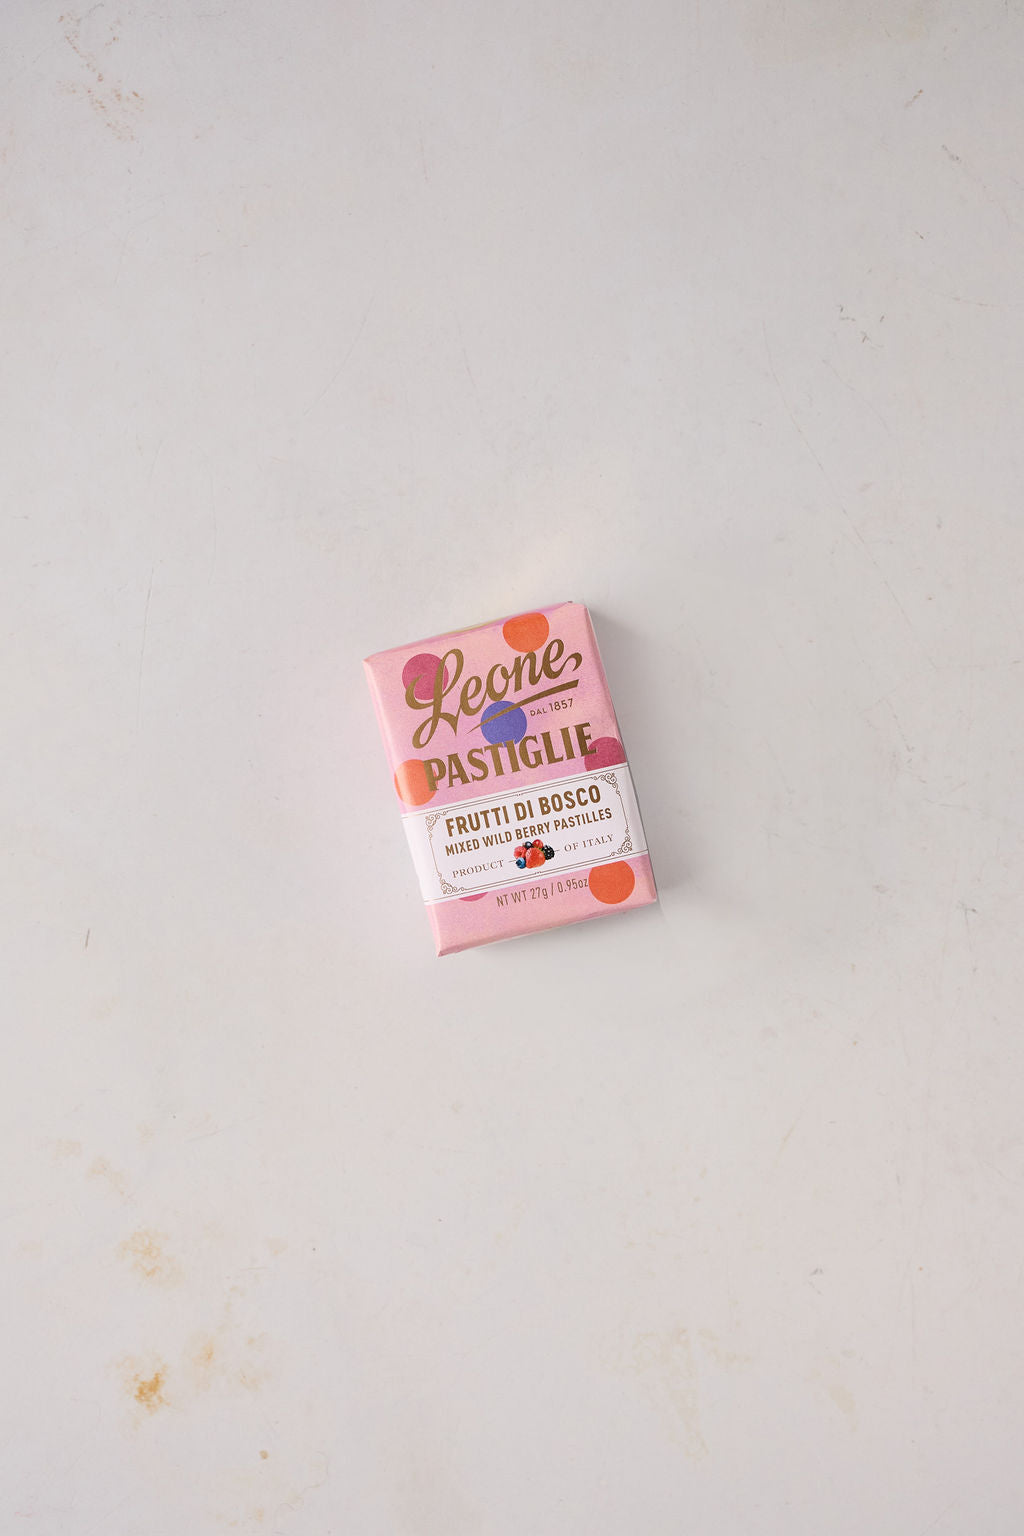 Leone
DAL 1857
PASTIGLIE
FRUTTI DI BOSCO
MIXED WILD BERRY PASTILLES
PRODUCT OF ITALY
NT WT 27g / 0.95oz